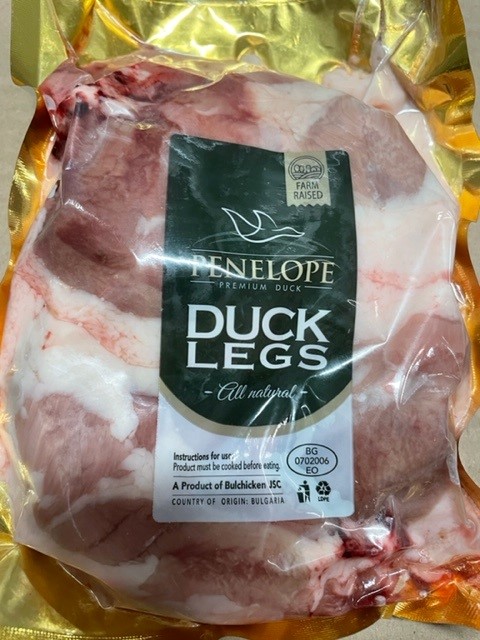 FARM
RAISED
PENELOPE
PREMIUM DUCK
DUCK
LEGS
- All natural -
Instructions for use:
Product must be cooked before eating.
BG
0702006
EO
A Product of Bulchicken JSC
COUNTRY OF ORIGIN: BULGARIA
LDPE